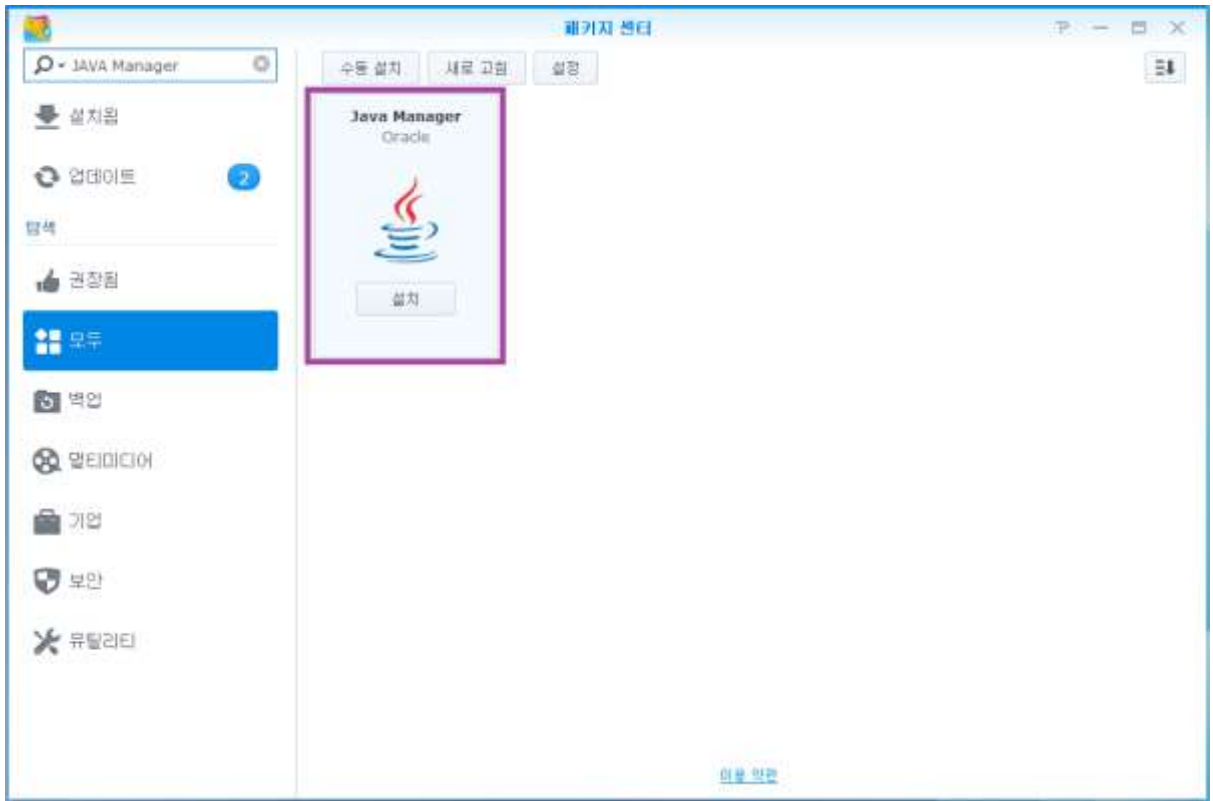 패키지 센터
JAVA Manager
수동 설치
새로 고침
설정
설치됨
업데이트
2
탐색
권장됨
모두
백업
멀티미디어
기업
보안
유틸리티
Java Manager
Oracle
설치
이용 약관